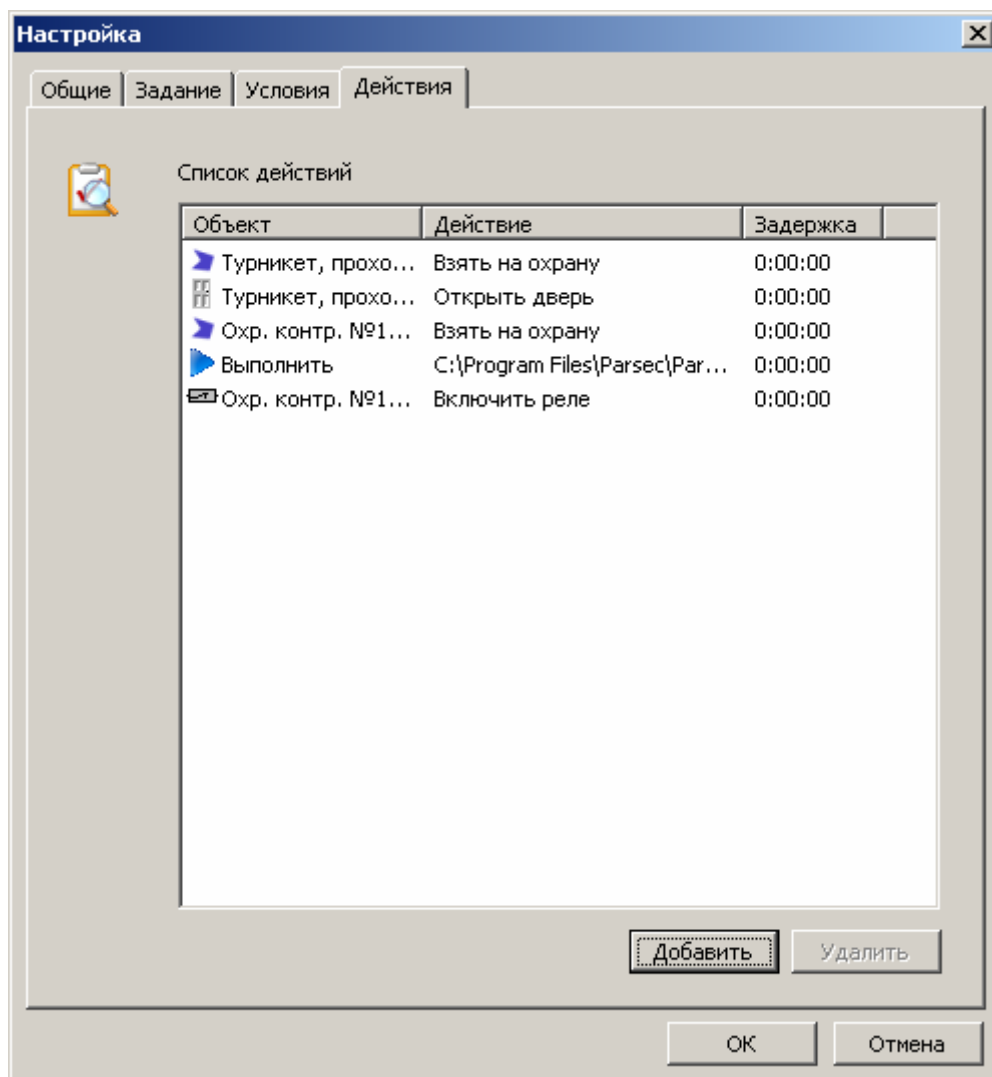 Настройка
Общие Задание Условия Действия
Список действий
Объект Действие Задержка
Турникет, прохо... Взять на охрану 0:00:00
Турникет, прохо... Открыть дверь 0:00:00
Охр. контр. №1... Взять на охрану 0:00:00
Выполнить C:\Program Files\Parsec\Par... 0:00:00
Охр. контр. №1... Включить реле 0:00:00
Добавить Удалить
ОК Отмена